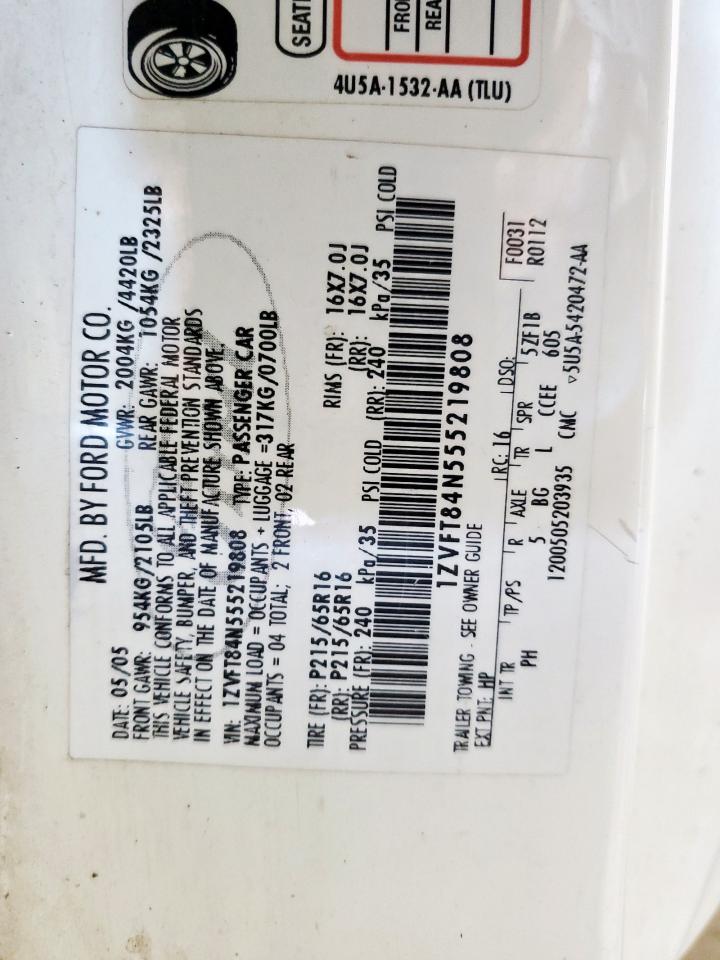 SEATI
FRO
REA
4U5A-1532-AA (TLU)
MFD. BY FORD MOTOR CO.
DATE: 05/05 GVWR: 2004KG /4420LB
FRONT GAWR: 954KG/2105LB REAR GAWR: 1054KG /2325LB
THIS VEHICLE CONFORMS TO ALL APPLICABLE FEDERAL MOTOR
VEHICLE SAFETY, BUMPER, AND THEFT PREVENTION STANDARDS
IN EFFECT ON THE DATE OF MANUFACTURE SHOWN ABOVE.
VIN: 1ZVFT84N555219808 TYPE: PASSENGER CAR
MAXIMUM LOAD = OCCUPANTS + LUGGAGE =317KG/0700LB
OCCUPANTS = 04 TOTAL; 2 FRONT, 02 REAR
TIRE (FR): P215/65R16 RIMS (FR): 16X7.0J
(RR): P215/65R16 (RR): 16X7.0J
PRESSURE (FR): 240 kPa/35 PSI COLD (RR): 240 kPa/35 PSI COLD
1ZVFT84N555219808
TRAILER TOWING - SEE OWNER GUIDE
EXT PNT: HP RC: 16 DSO: F0031
INT TR TP/PS R AXLE TR SPR 5ZF1B R0112
PH 5 BG L CCEE 605
1200505203935 CMC ▽5U5A-5420472-AA